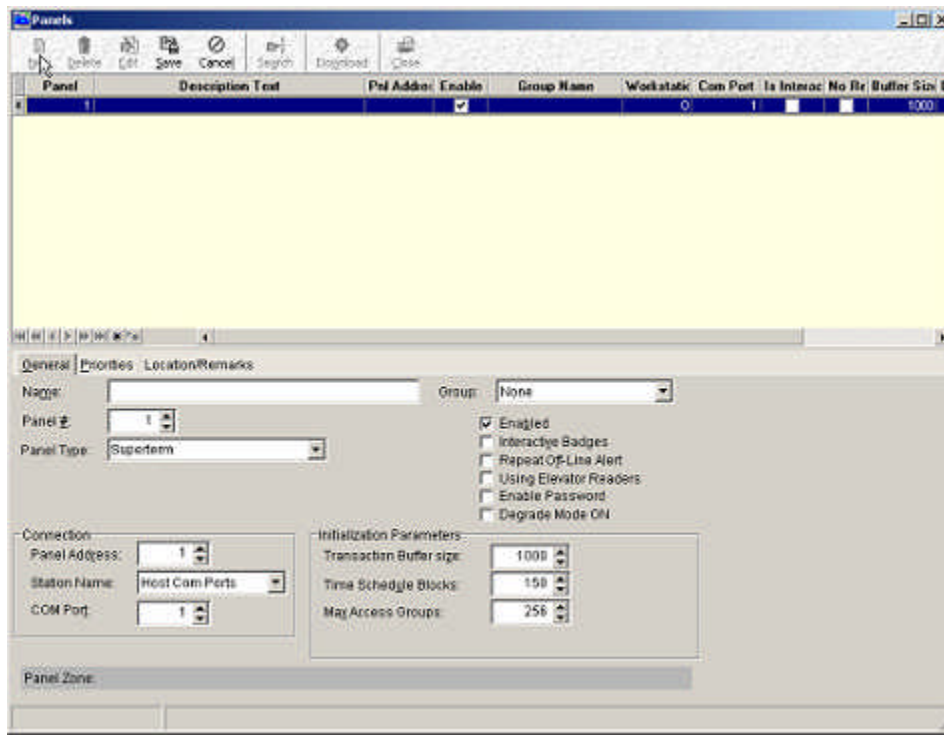 Panels
Delete Edit Save Cancel Search Download Close
Panel Description Text Pnl Addres Enable Group Name Workstatic Com Port Is Interac No Re Buffer Size
1 0 1 1000
General Priorities Location/Remarks
Name: Group: None
Panel #: 1 Enabled
Panel Type: Superterm Interactive Badges
Repeat Off-Line Alert
Using Elevator Readers
Enable Password
Degrade Mode ON
Connection Initialization Parameters
Panel Address: 1 Transaction Buffer size: 1000
Station Name: Host Com Ports Time Schedule Blocks: 150
COM Port: 1 Max Access Groups: 256
Panel Zone: